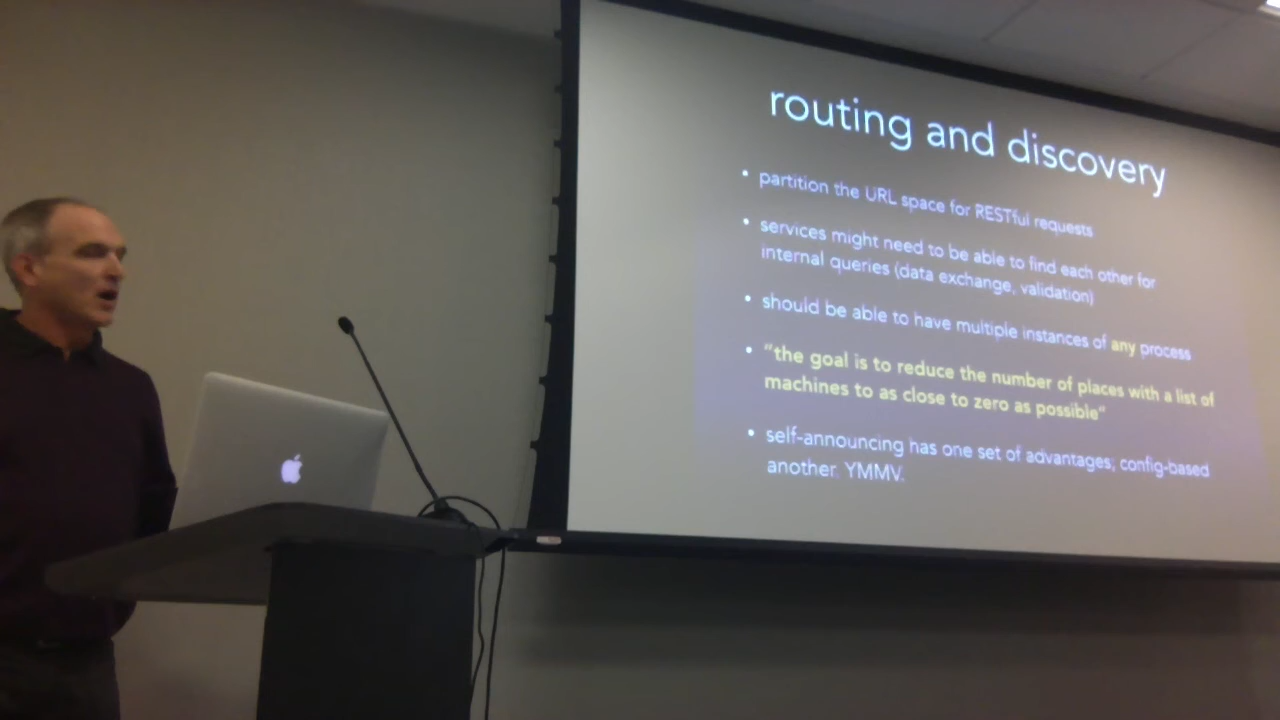 routing and discovery
• partition the URL space for RESTful requests
• services might need to be able to find each other for
internal queries (data exchange, validation)
• should be able to have multiple instances of any process
• "the goal is to reduce the number of places with a list of
machines to as close to zero as possible"
• self-announcing has one set of advantages; config-based
another. YMMV.